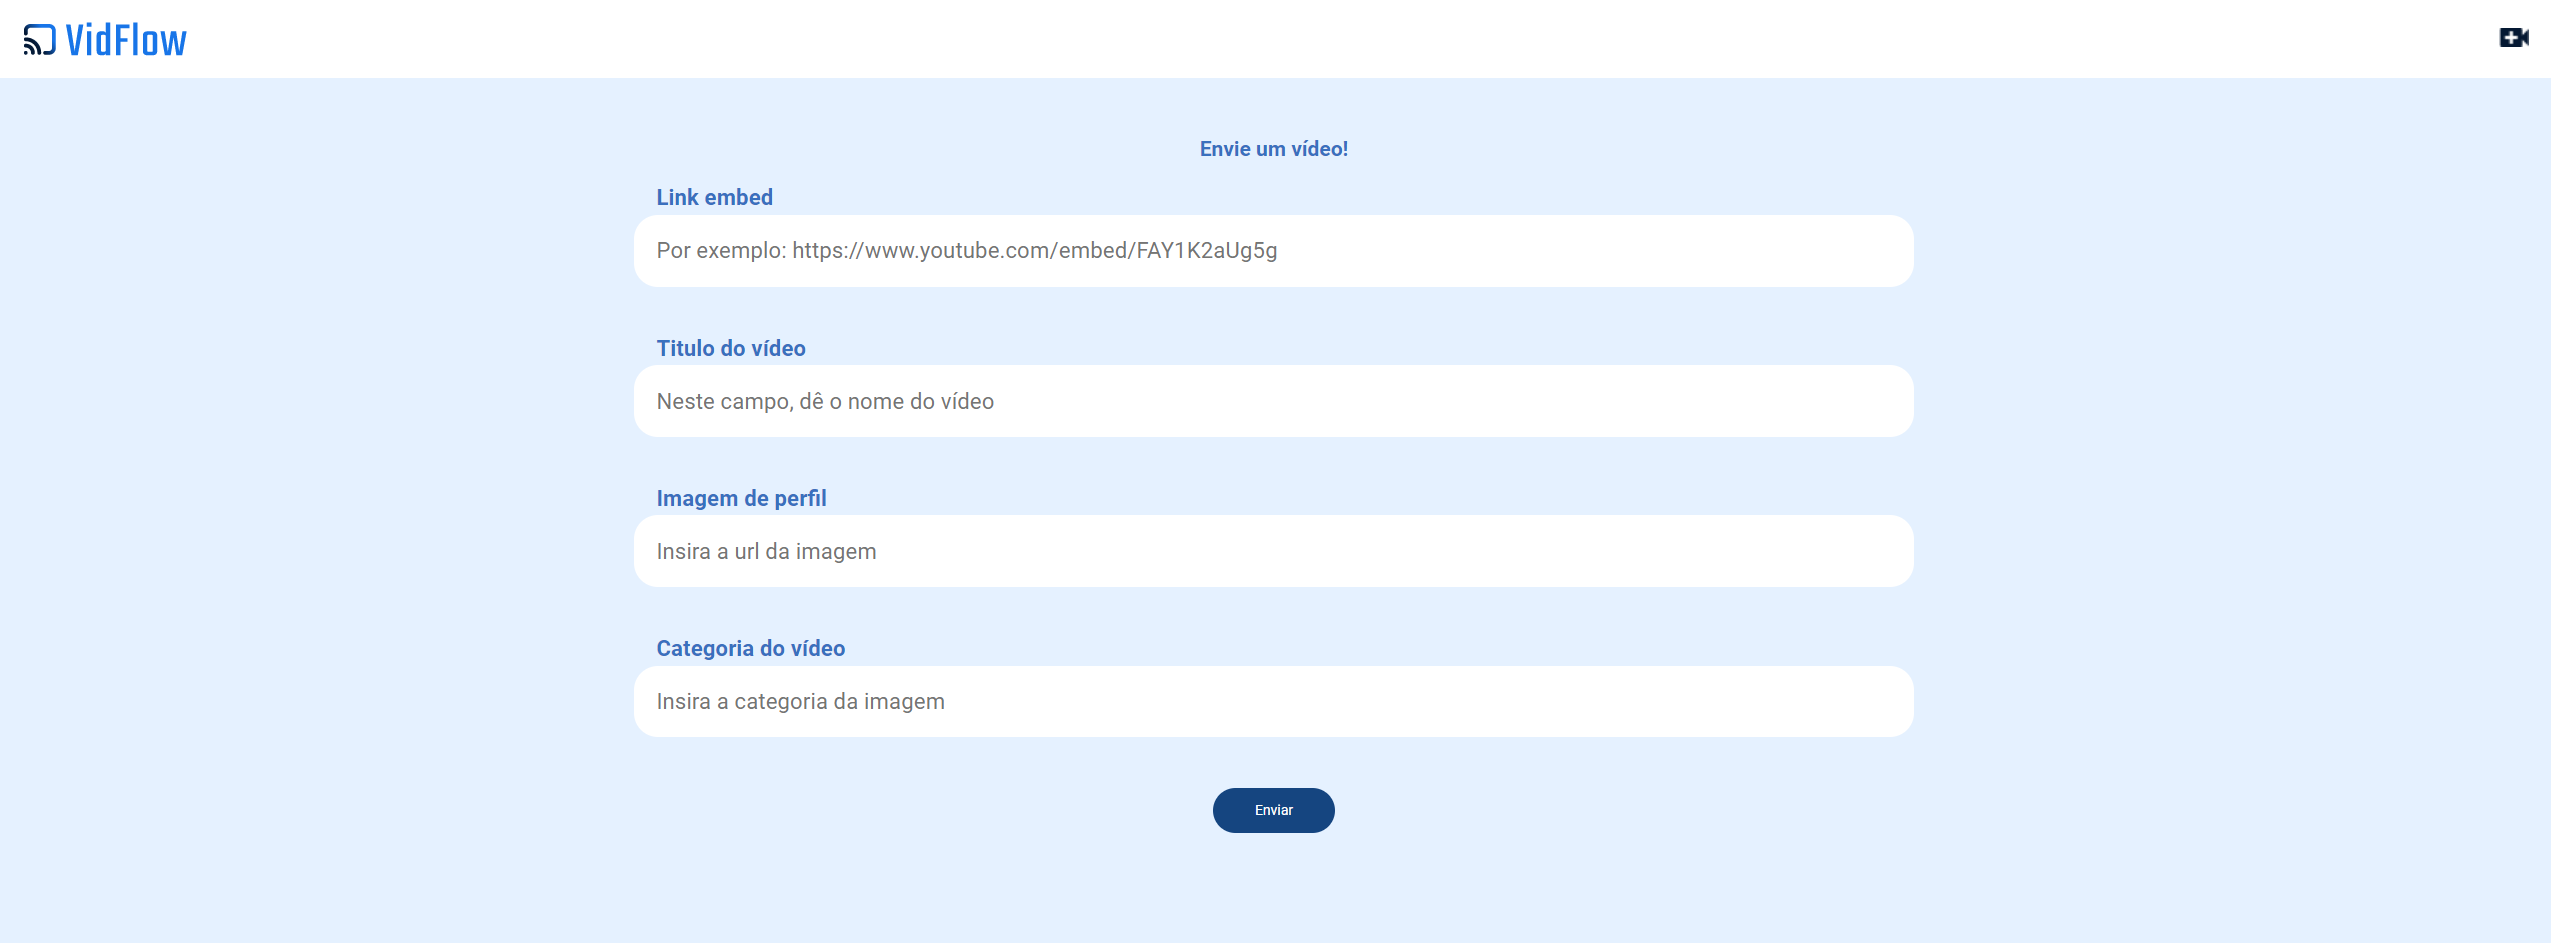 VidFlow
Envie um vídeo!
Link embed
Por exemplo: https://www.youtube.com/embed/FAY1K2aUg5g
Titulo do vídeo
Neste campo, dê o nome do vídeo
Imagem de perfil
Insira a url da imagem
Categoria do vídeo
Insira a categoria da imagem
Enviar